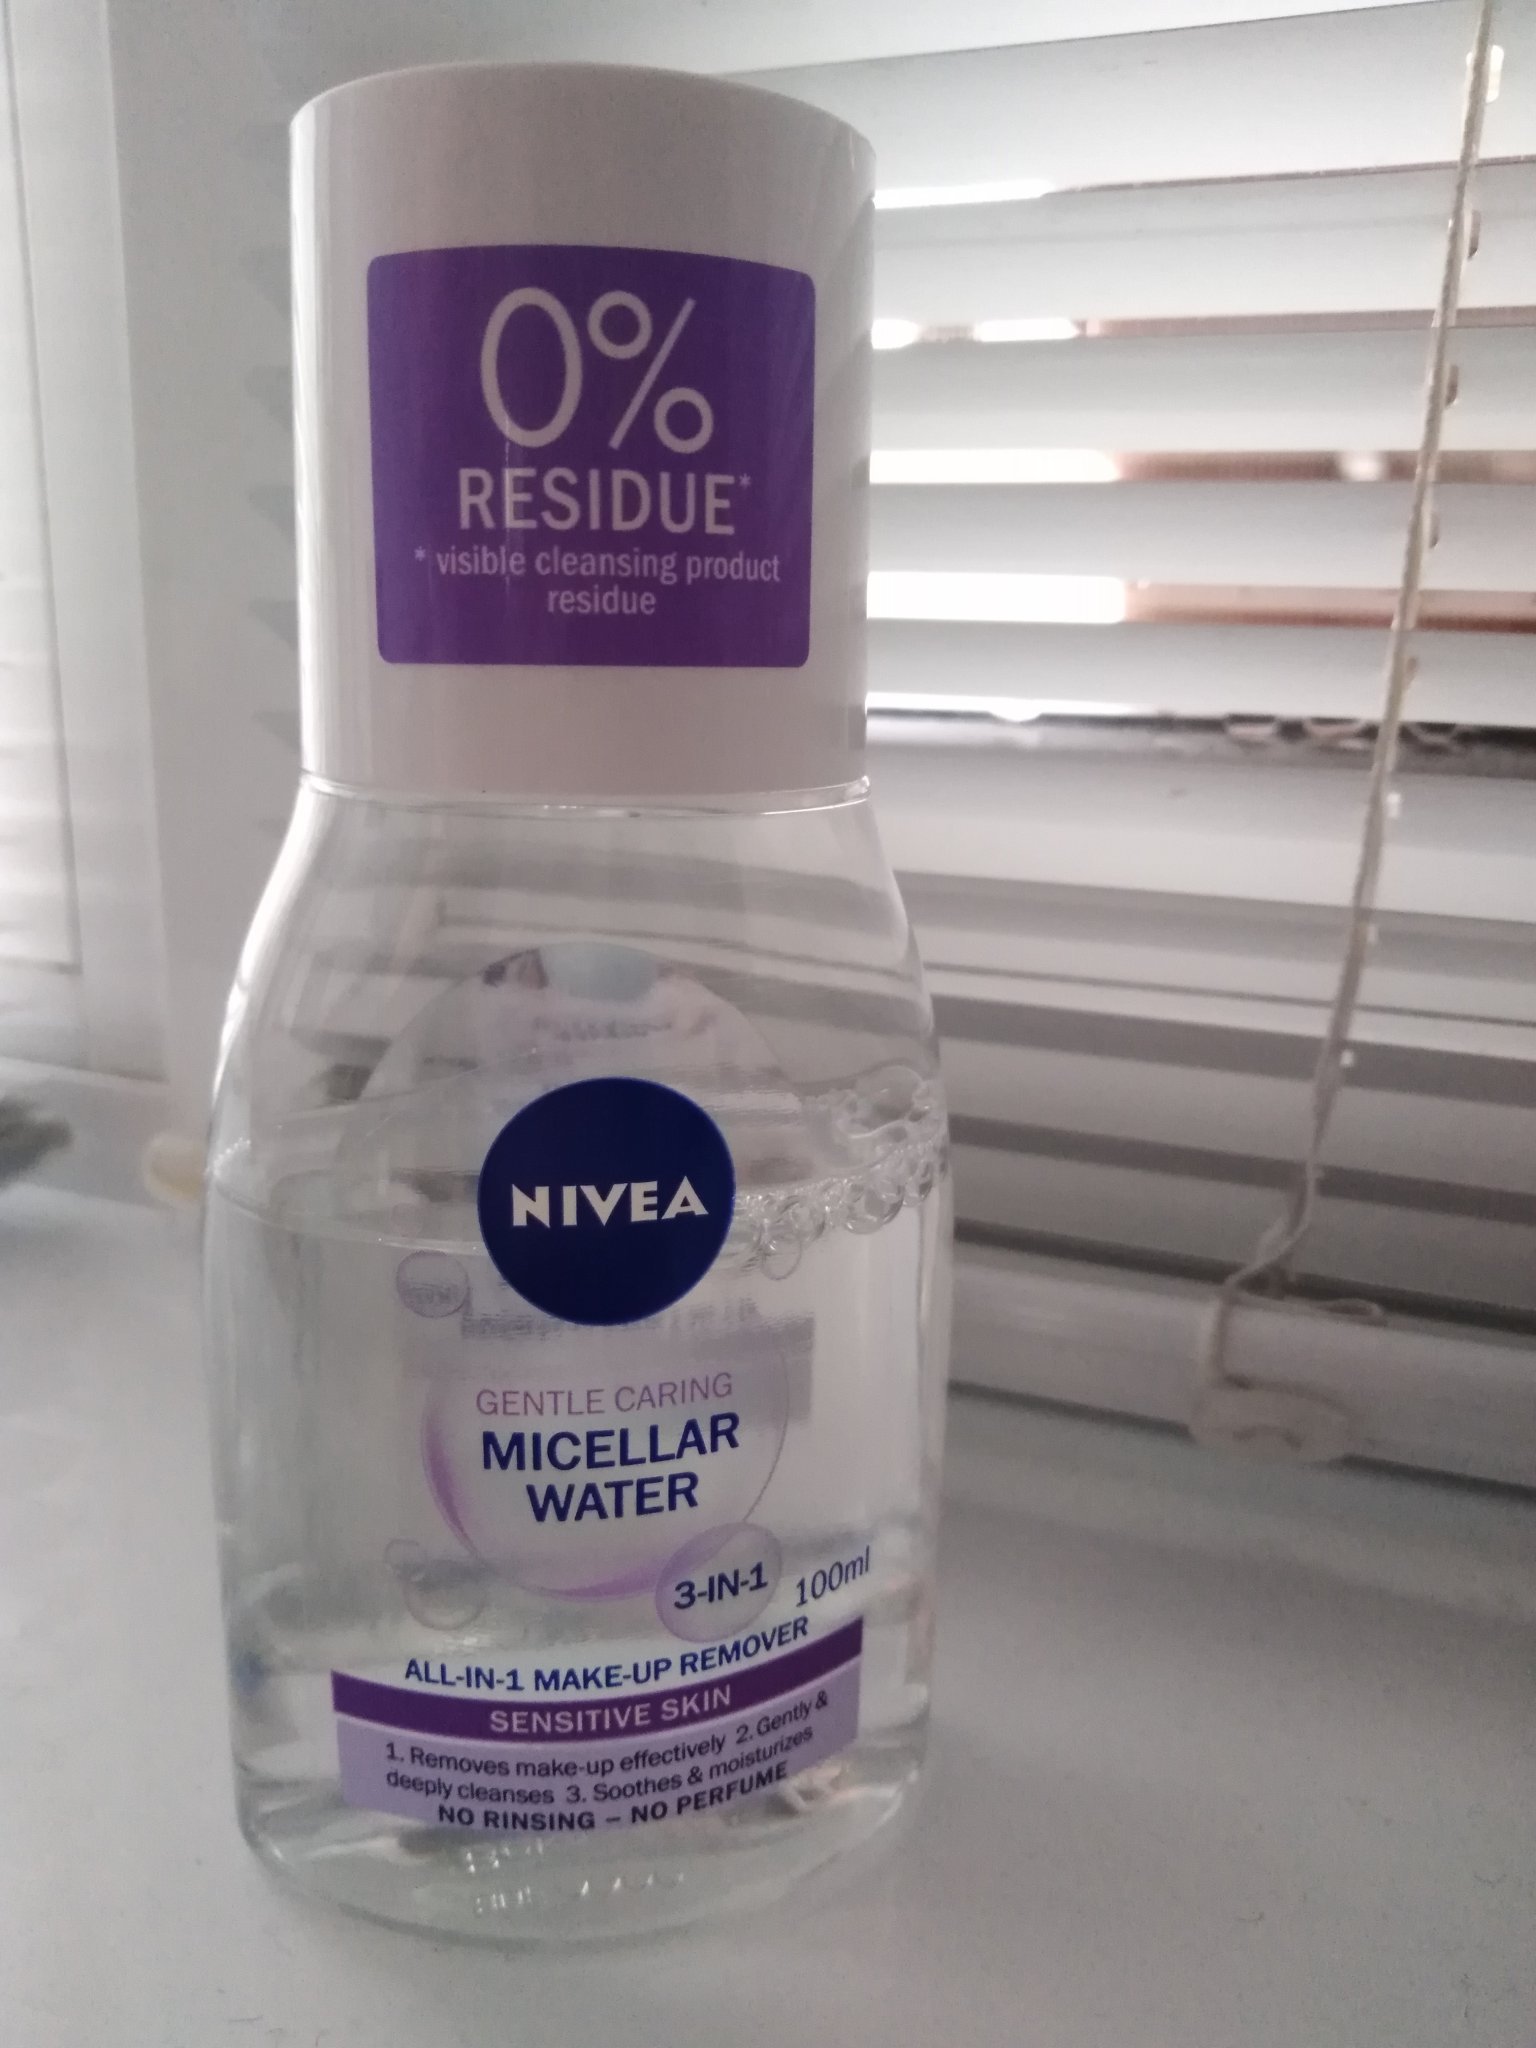 0%
RESIDUE*
* visible cleansing product
residue
NIVEA
GENTLE CARING
MICELLAR
WATER
3-IN-1
100ml
ALL-IN-1 MAKE-UP REMOVER
SENSITIVE SKIN
1. Removes make-up effectively 2. Gently &
deeply cleanses 3. Soothes & moisturizes
NO RINSING – NO PERFUME